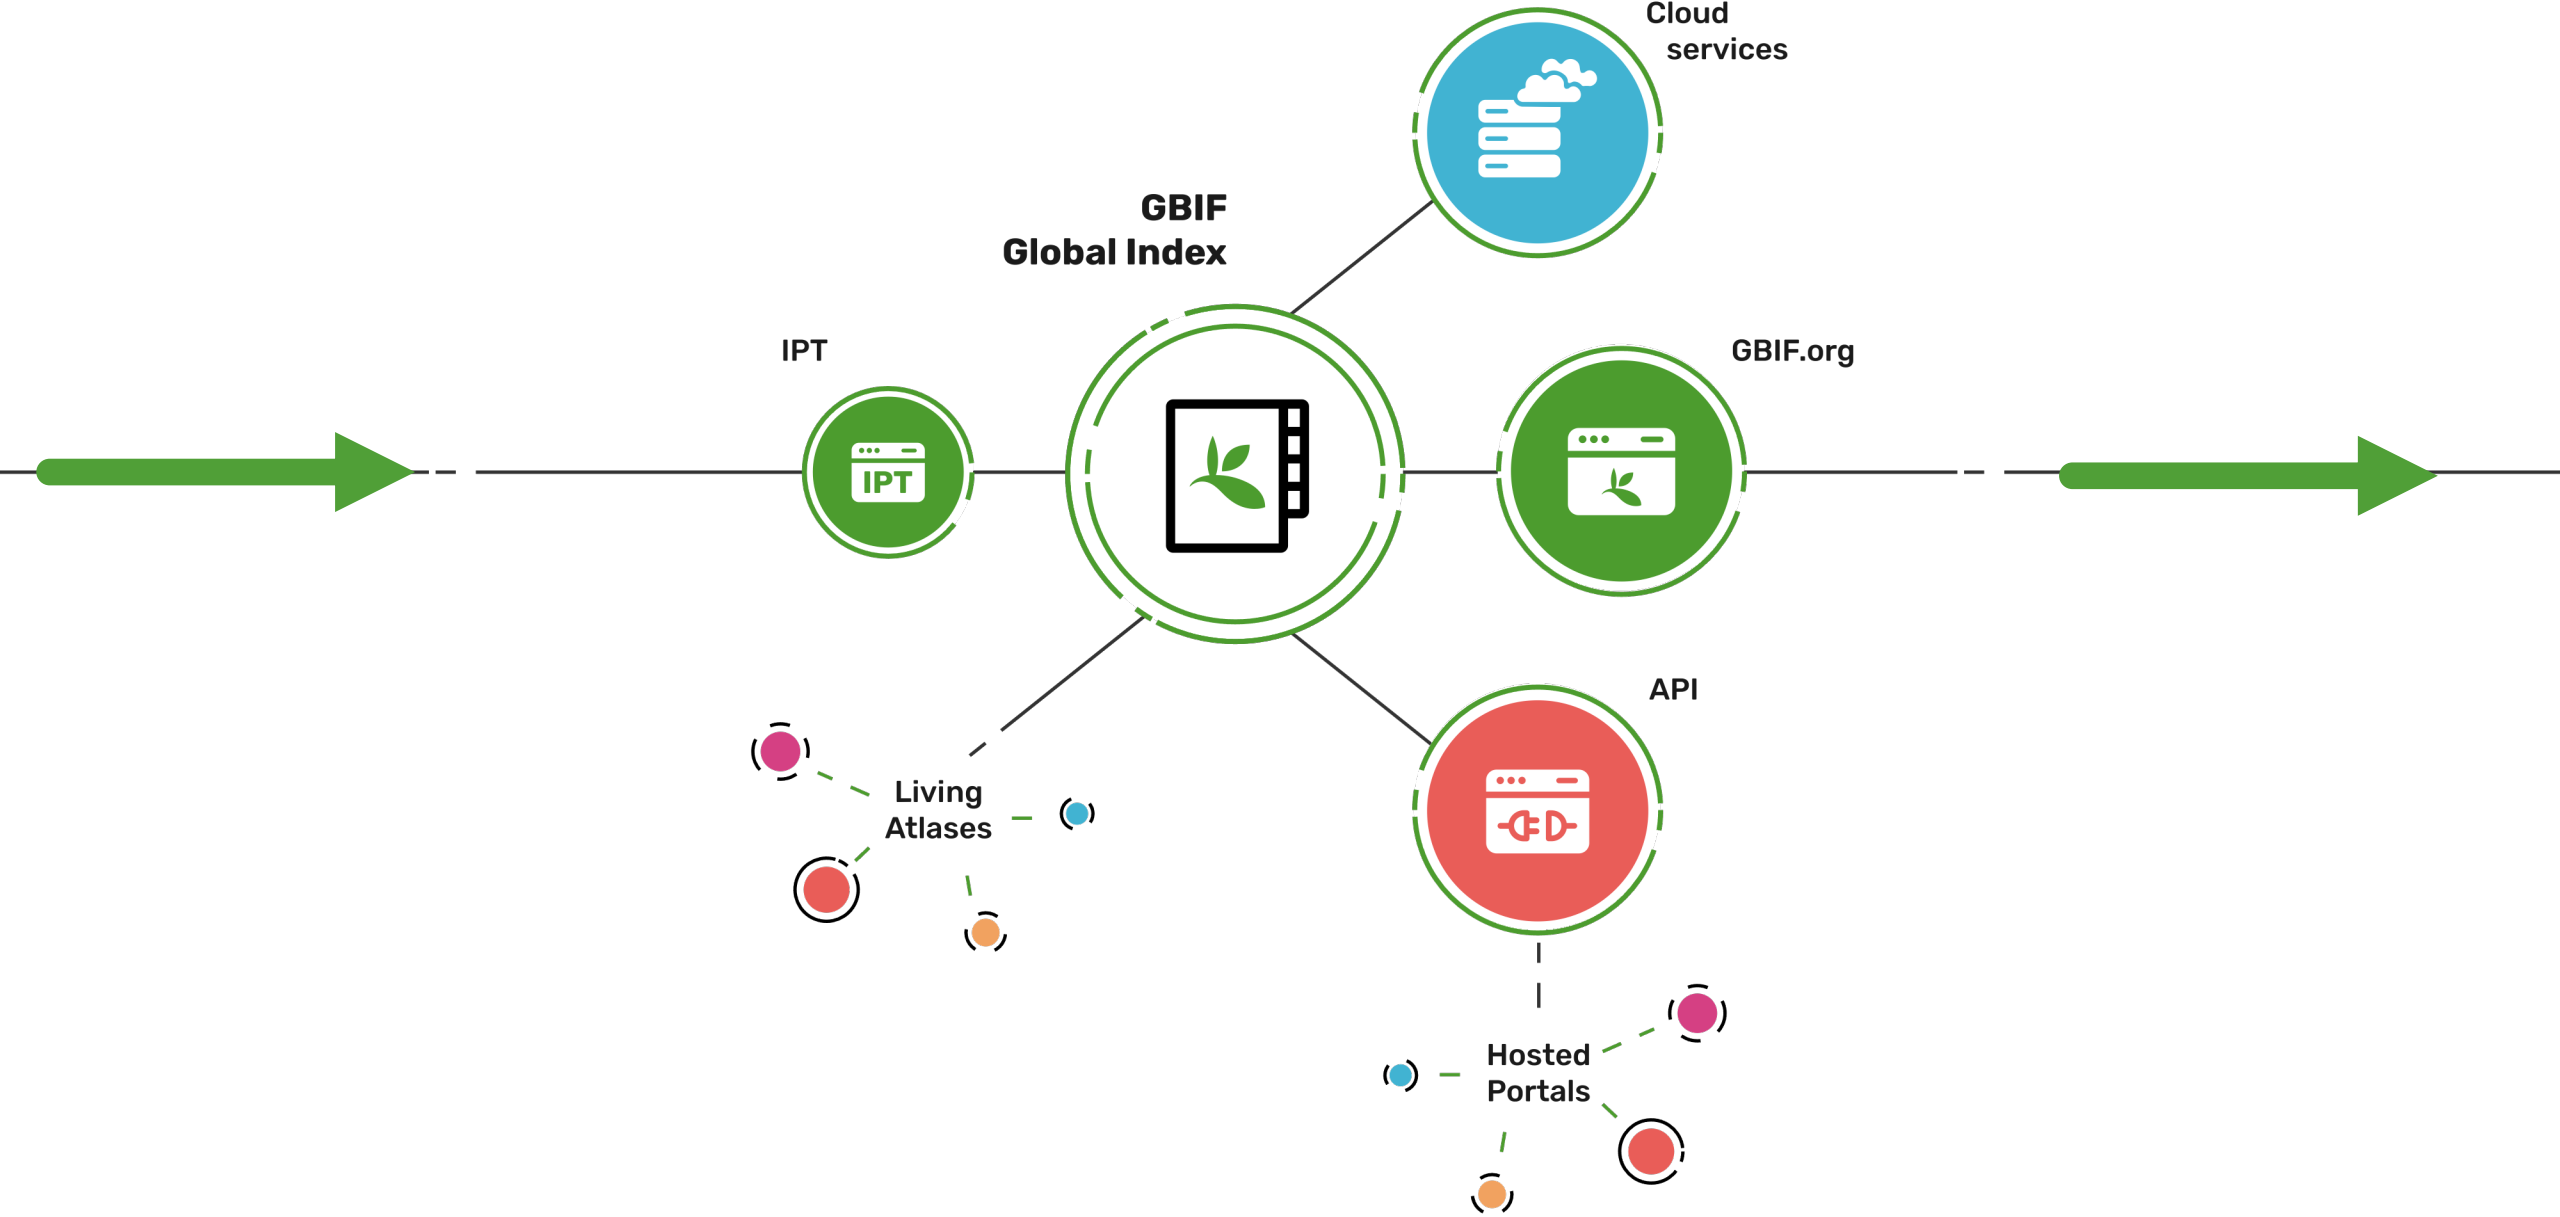 Cloud
services
GBIF
Global Index
IPT
GBIF.org
IPT
API
Living
Atlases
Hosted
Portals